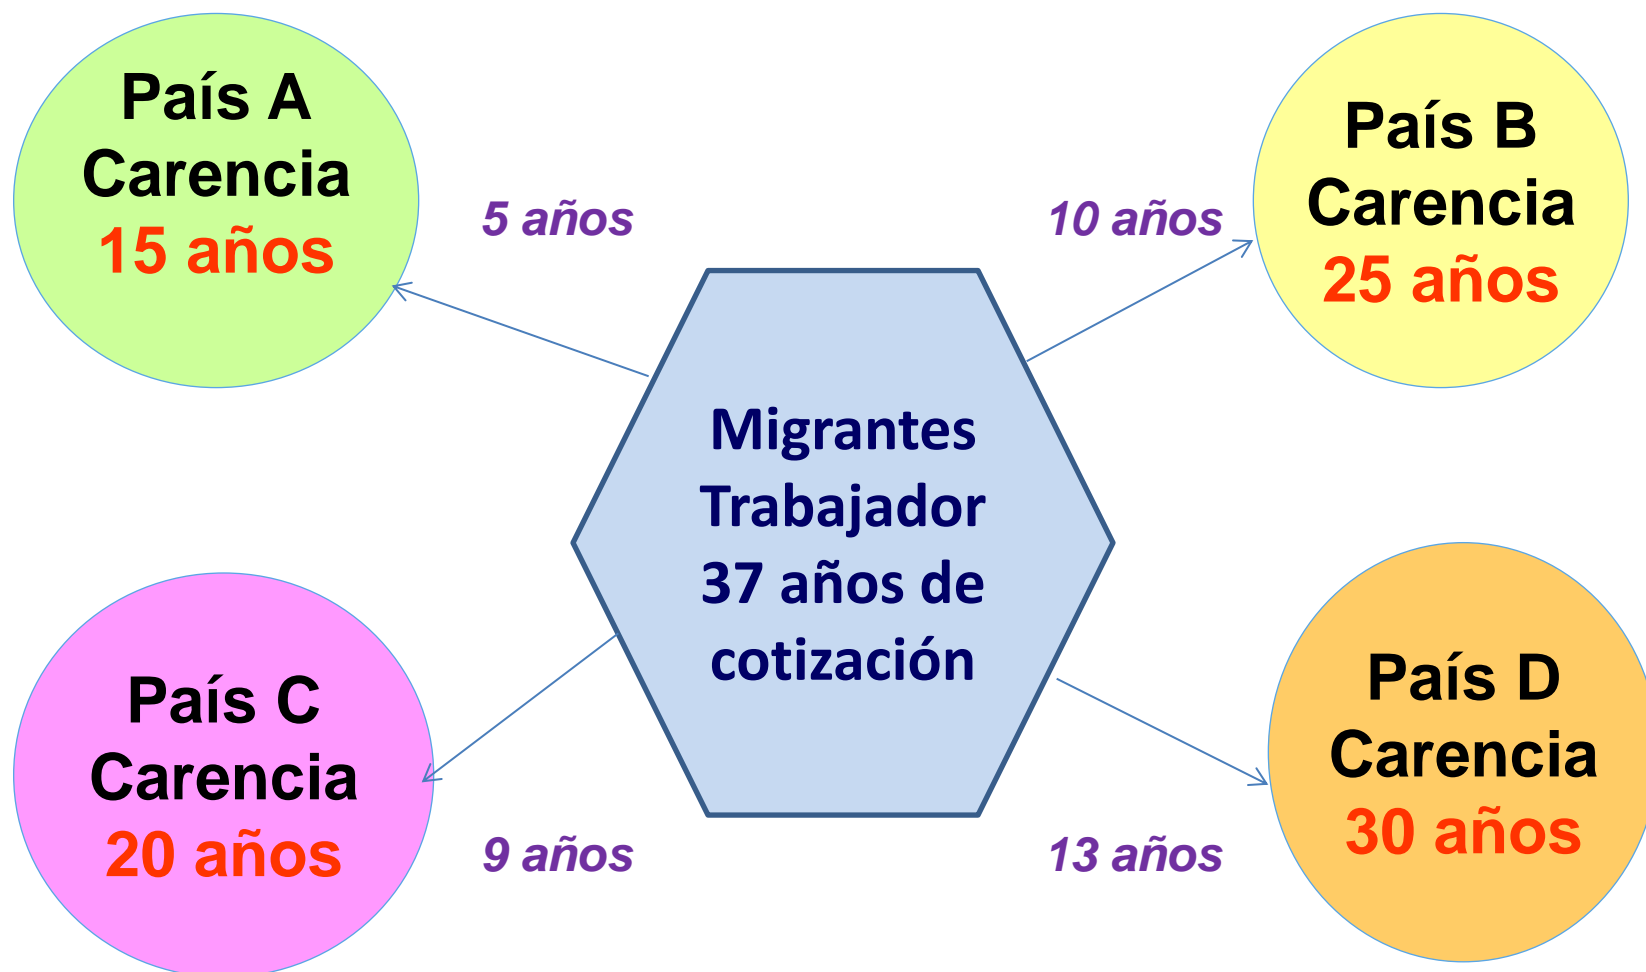 País A
Carencia
15 años
5 años
10 años
País B
Carencia
25 años
Migrantes
Trabajador
37 años de
cotización
País C
Carencia
20 años
9 años
13 años
País D
Carencia
30 años